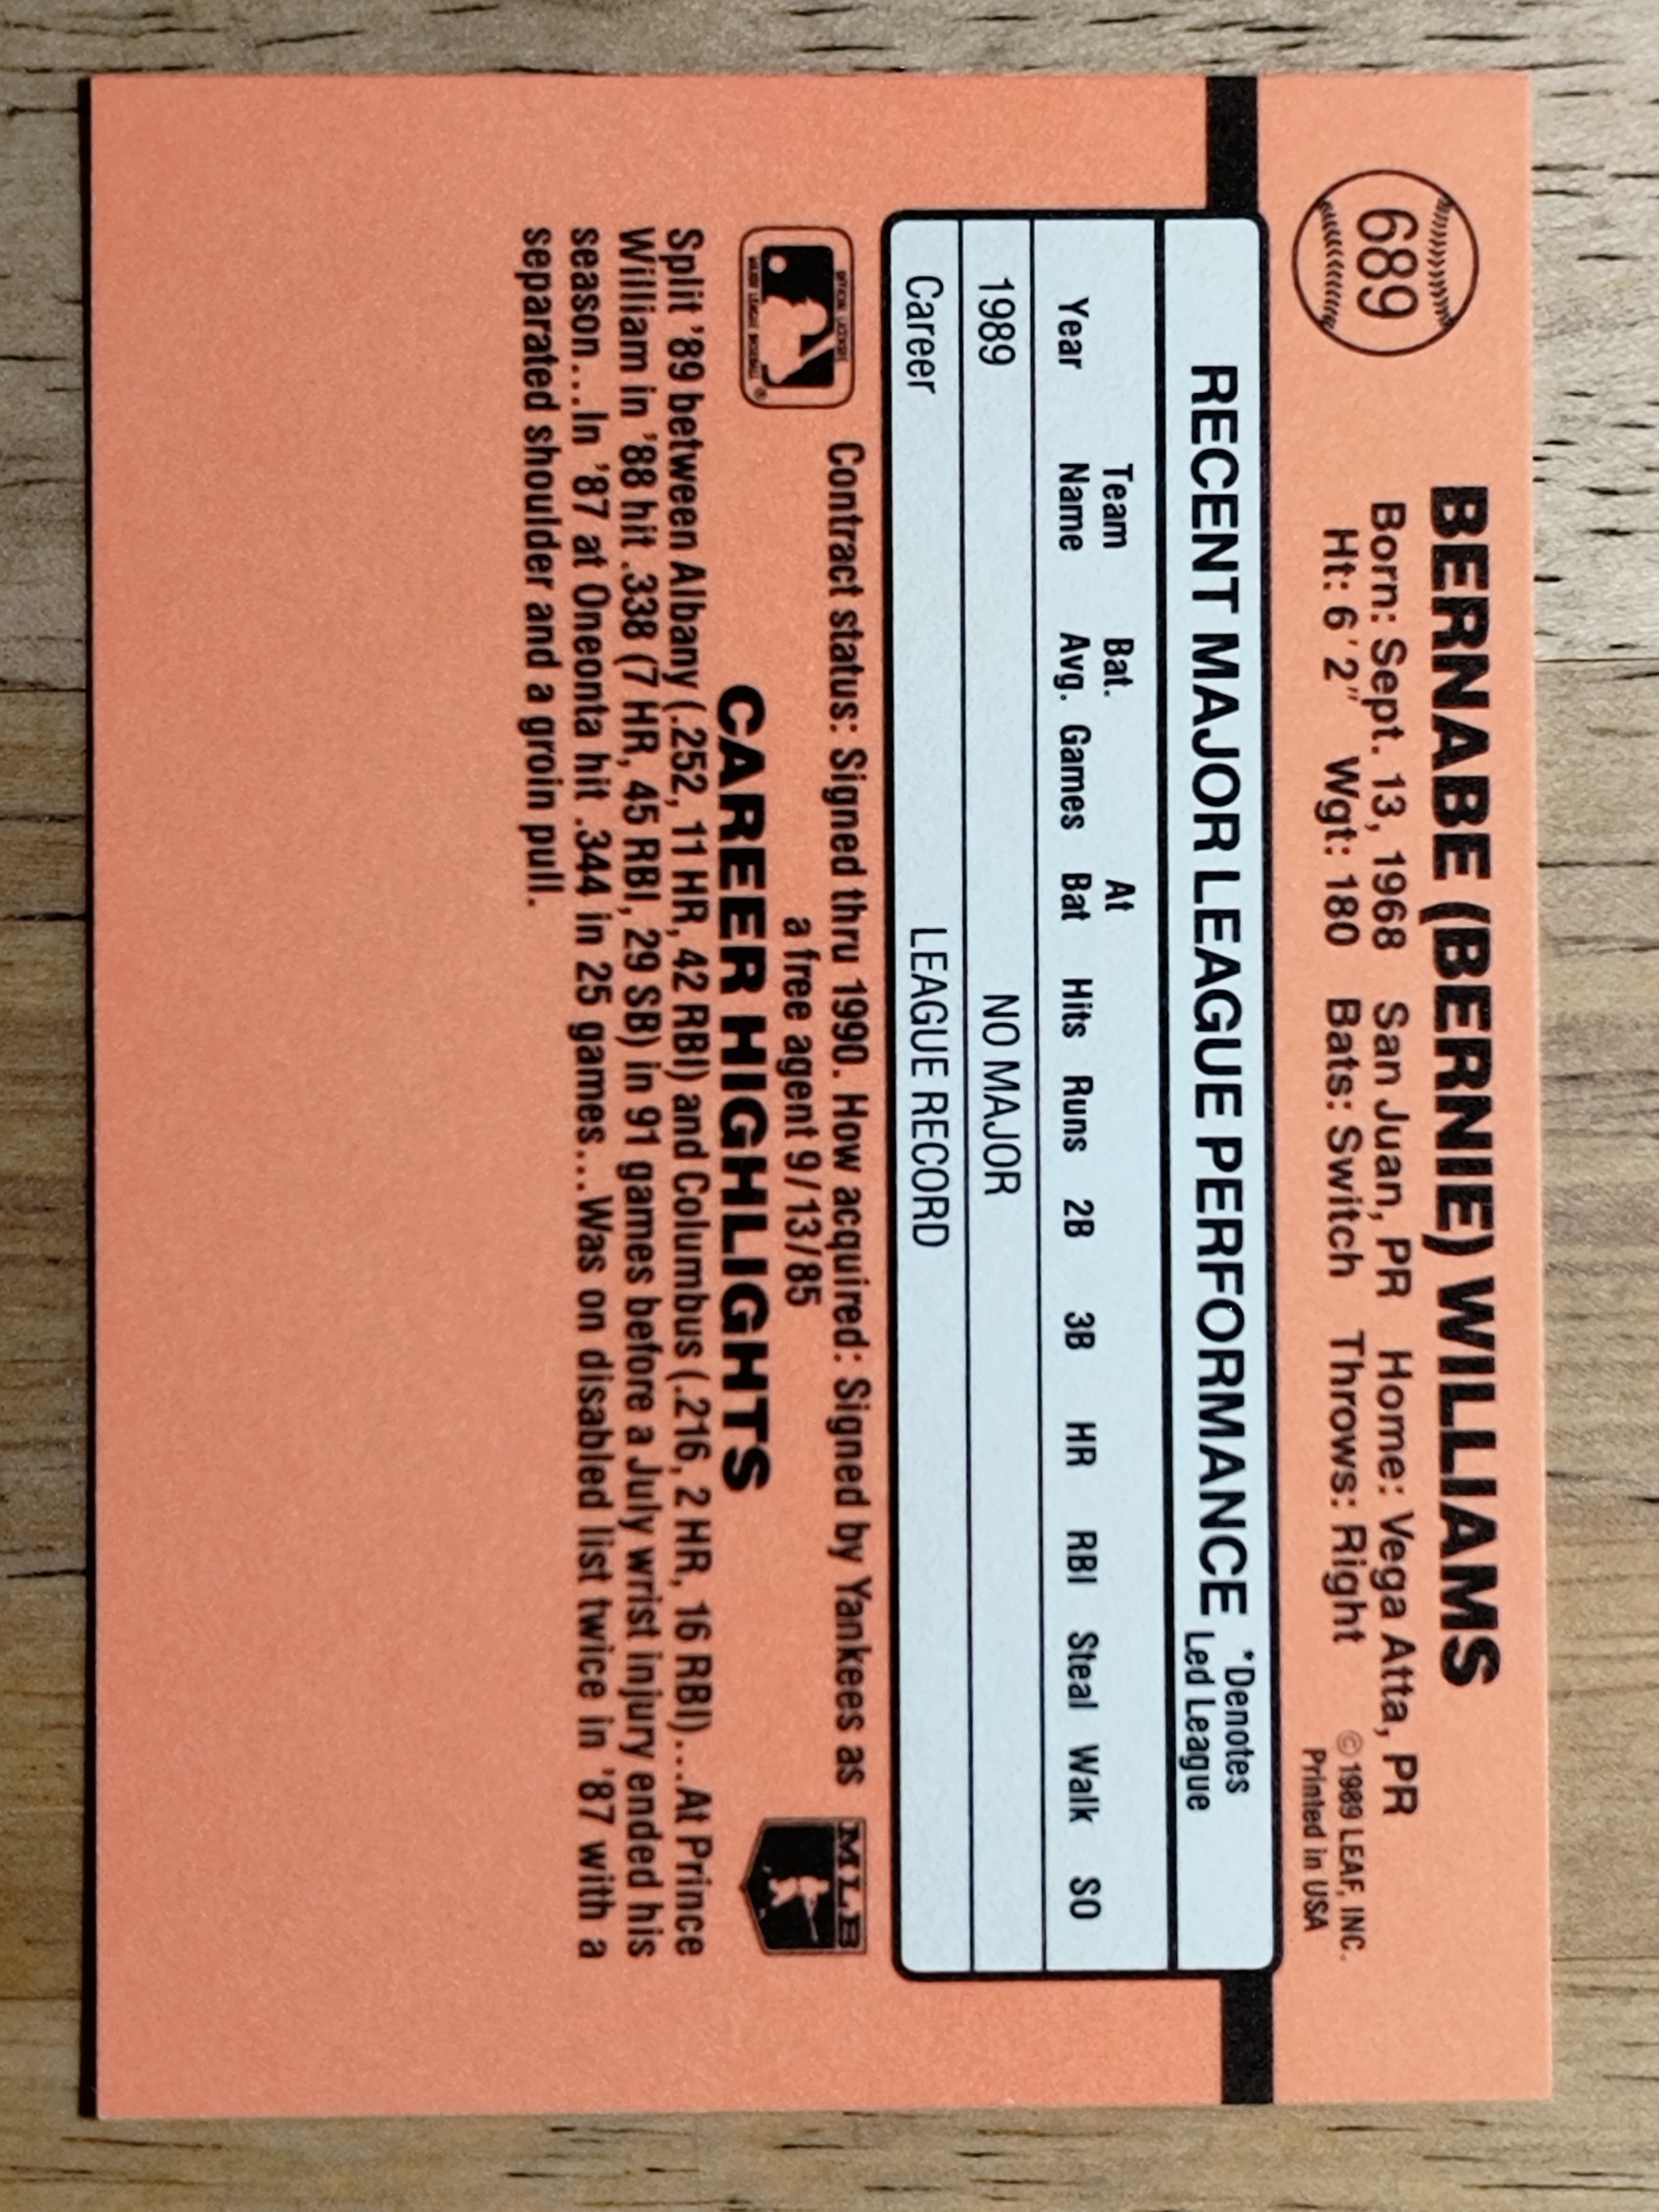 689
BERNABE (BERNIE) WILLIAMS
Born: Sept. 13, 1968 San Juan, PR Home: Vega Atta, PR
Ht: 6'2" Wgt: 180 Bats: Switch Throws: Right
© 1989 LEAF, INC.
Printed in USA
RECENT MAJOR LEAGUE PERFORMANCE *Denotes
Led League
Team Bat. At
Year Name Avg. Games Bat Hits Runs 2B 3B HR RBI Steal Walk SO
1989 NO MAJOR
Career LEAGUE RECORD
OFFICIAL LICENSEE
MAJOR LEAGUE BASEBALL ®
Contract status: Signed thru 1990. How acquired: Signed by Yankees as
a free agent 9/13/85
MLB
CAREER HIGHLIGHTS
Split '89 between Albany (.252, 11 HR, 42 RBI) and Columbus (.216, 2 HR, 16 RBI)...At Prince
William in '88 hit .338 (7 HR, 45 RBI, 29 SB) in 91 games before a July wrist injury ended his
season...In '87 at Oneonta hit .344 in 25 games...Was on disabled list twice in '87 with a
separated shoulder and a groin pull.